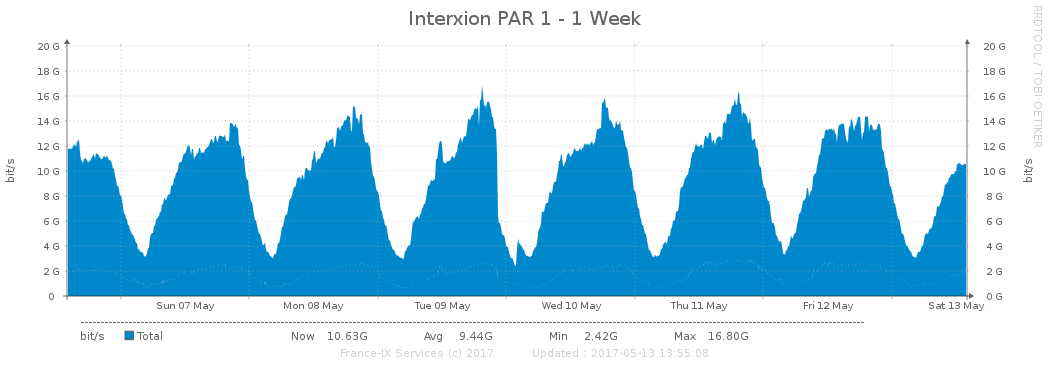 Interxion PAR 1 - 1 Week
RRDTOOL / TOBI OETIKER
bit/s
20 G
18 G
16 G
14 G
12 G
10 G
8 G
6 G
4 G
2 G
0
20 G
18 G
16 G
14 G
12 G
10 G
8 G
6 G
4 G
2 G
0 G
bit/s
Sun 07 May Mon 08 May Tue 09 May Wed 10 May Thu 11 May Fri 12 May Sat 13 May
bit/s Total Now 10.63G Avg 9.44G Min 2.42G Max 16.80G
France-IX Services (c) 2017 Updated : 2017-05-13 13:55:08